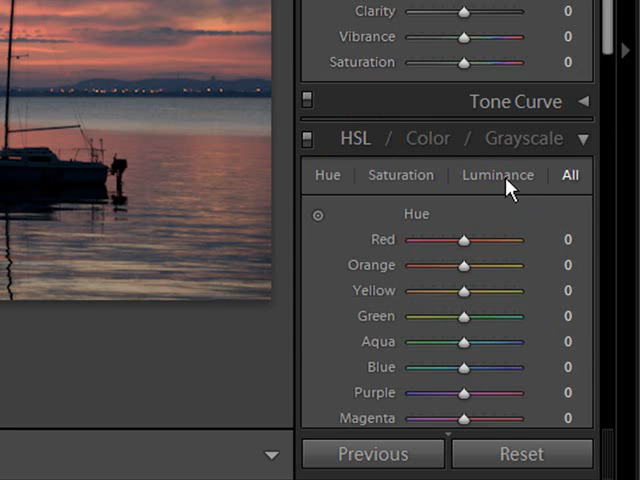 Clarity 0
Vibrance 0
Saturation 0
Tone Curve
HSL / Color / Grayscale
Hue Saturation Luminance All
Hue
Red 0
Orange 0
Yellow 0
Green 0
Aqua 0
Blue 0
Purple 0
Magenta 0
Previous Reset